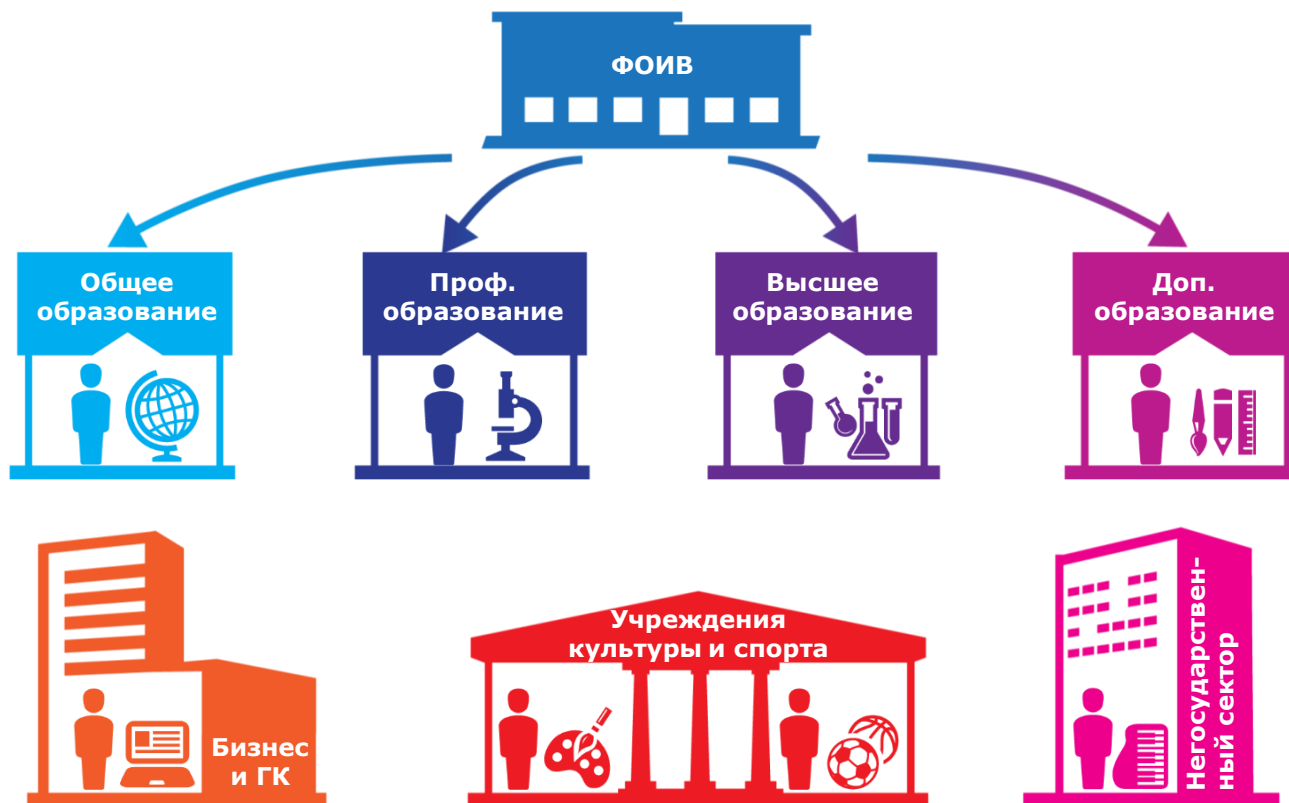 ФОИВ
Общее
образование
Проф.
образование
Высшее
образование
Доп.
образование
Бизнес
и ГК
Учреждения
культуры и спорта
Негосударствен-
ный сектор